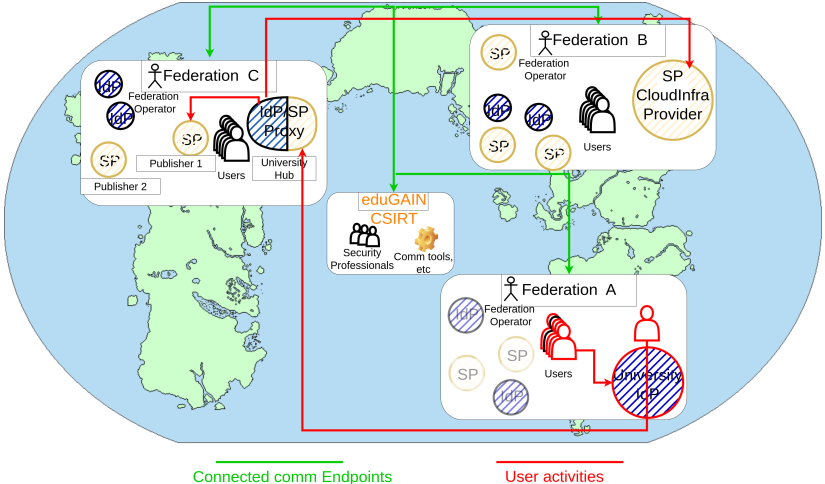 Federation C
IdP
Federation
Operator
IdP
SP
Publisher 1
SP
Publisher 2
Users
IdP/SP
Proxy
University
Hub
Federation B
SP
Federation
Operator
IdP
IdP
SP
SP
Users
SP
CloudInfra
Provider
eduGAIN
CSIRT
Security
Professionals
Comm tools,
etc
Federation A
IdP
Federation
Operator
SP
SP
IdP
Users
University
IdP
Connected comm Endpoints
User activities